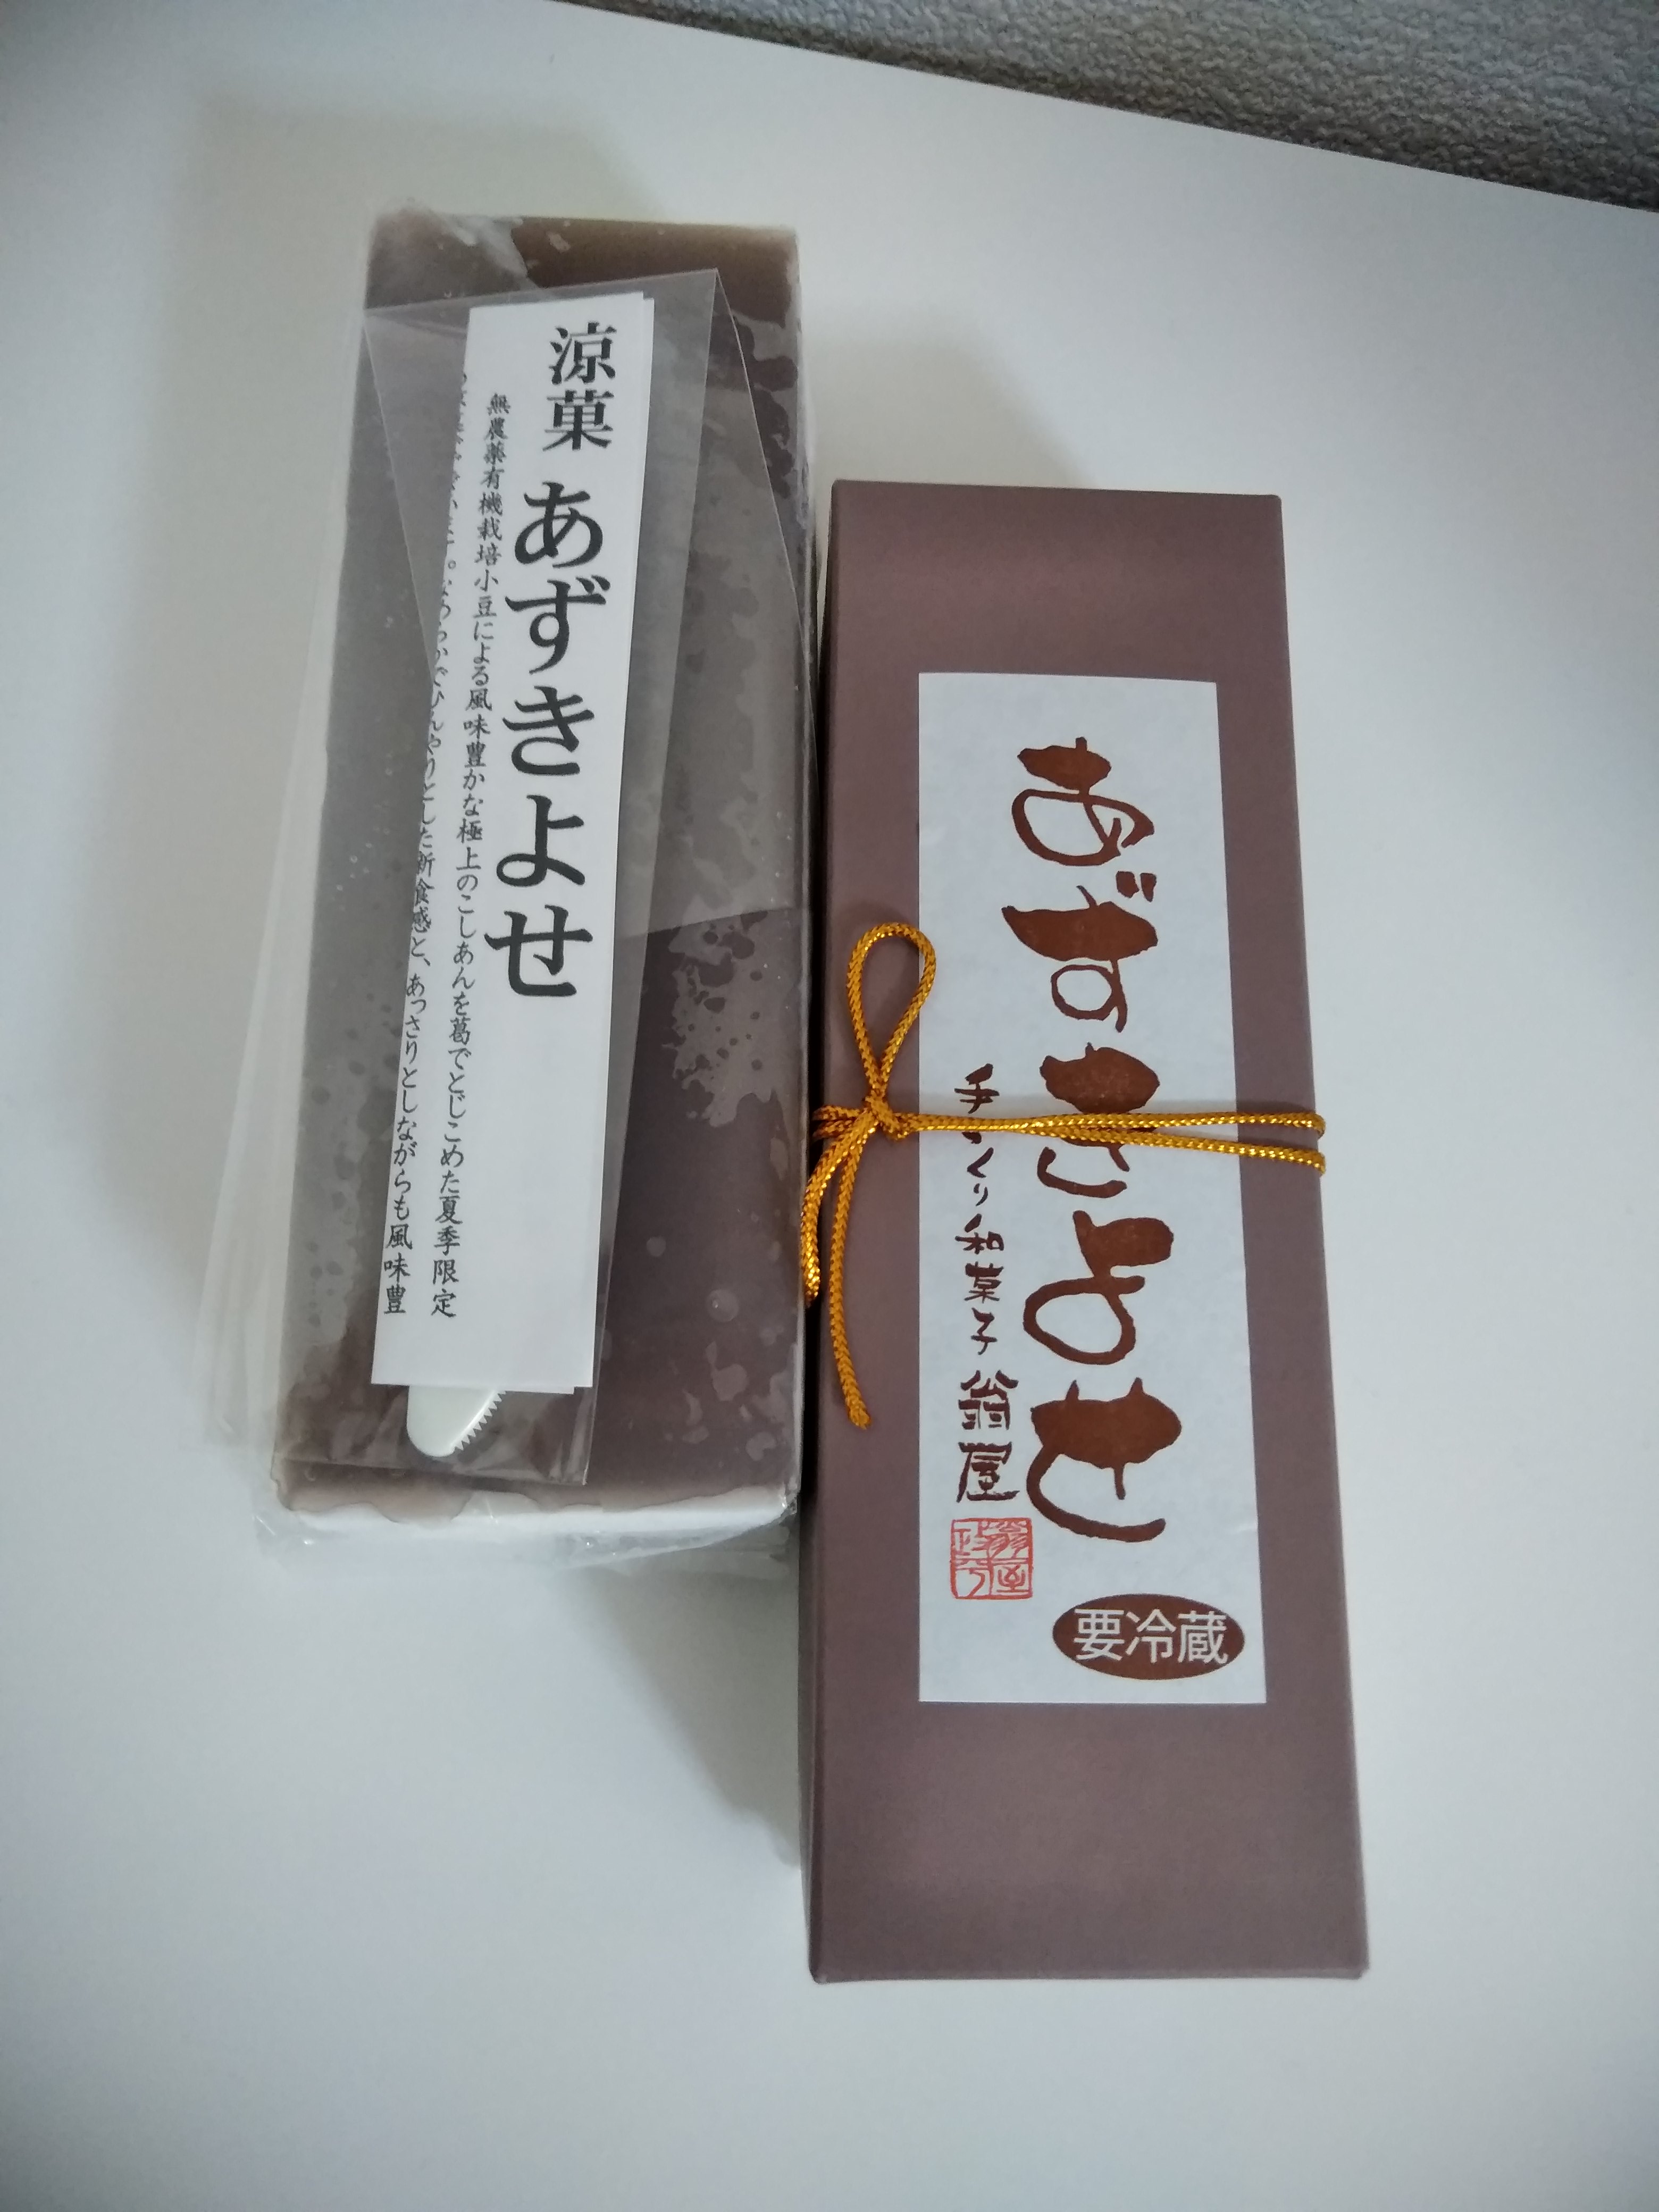 涼菓 あずきよせ
無農薬有機栽培小豆による風味豊かな極上のこしあんを葛でとじこめた夏季限定
なめらかでひんやりとした新食感と、あっさりとしながらも風味豊
あずきよせ
手づくり和菓子 翁屋
要冷蔵